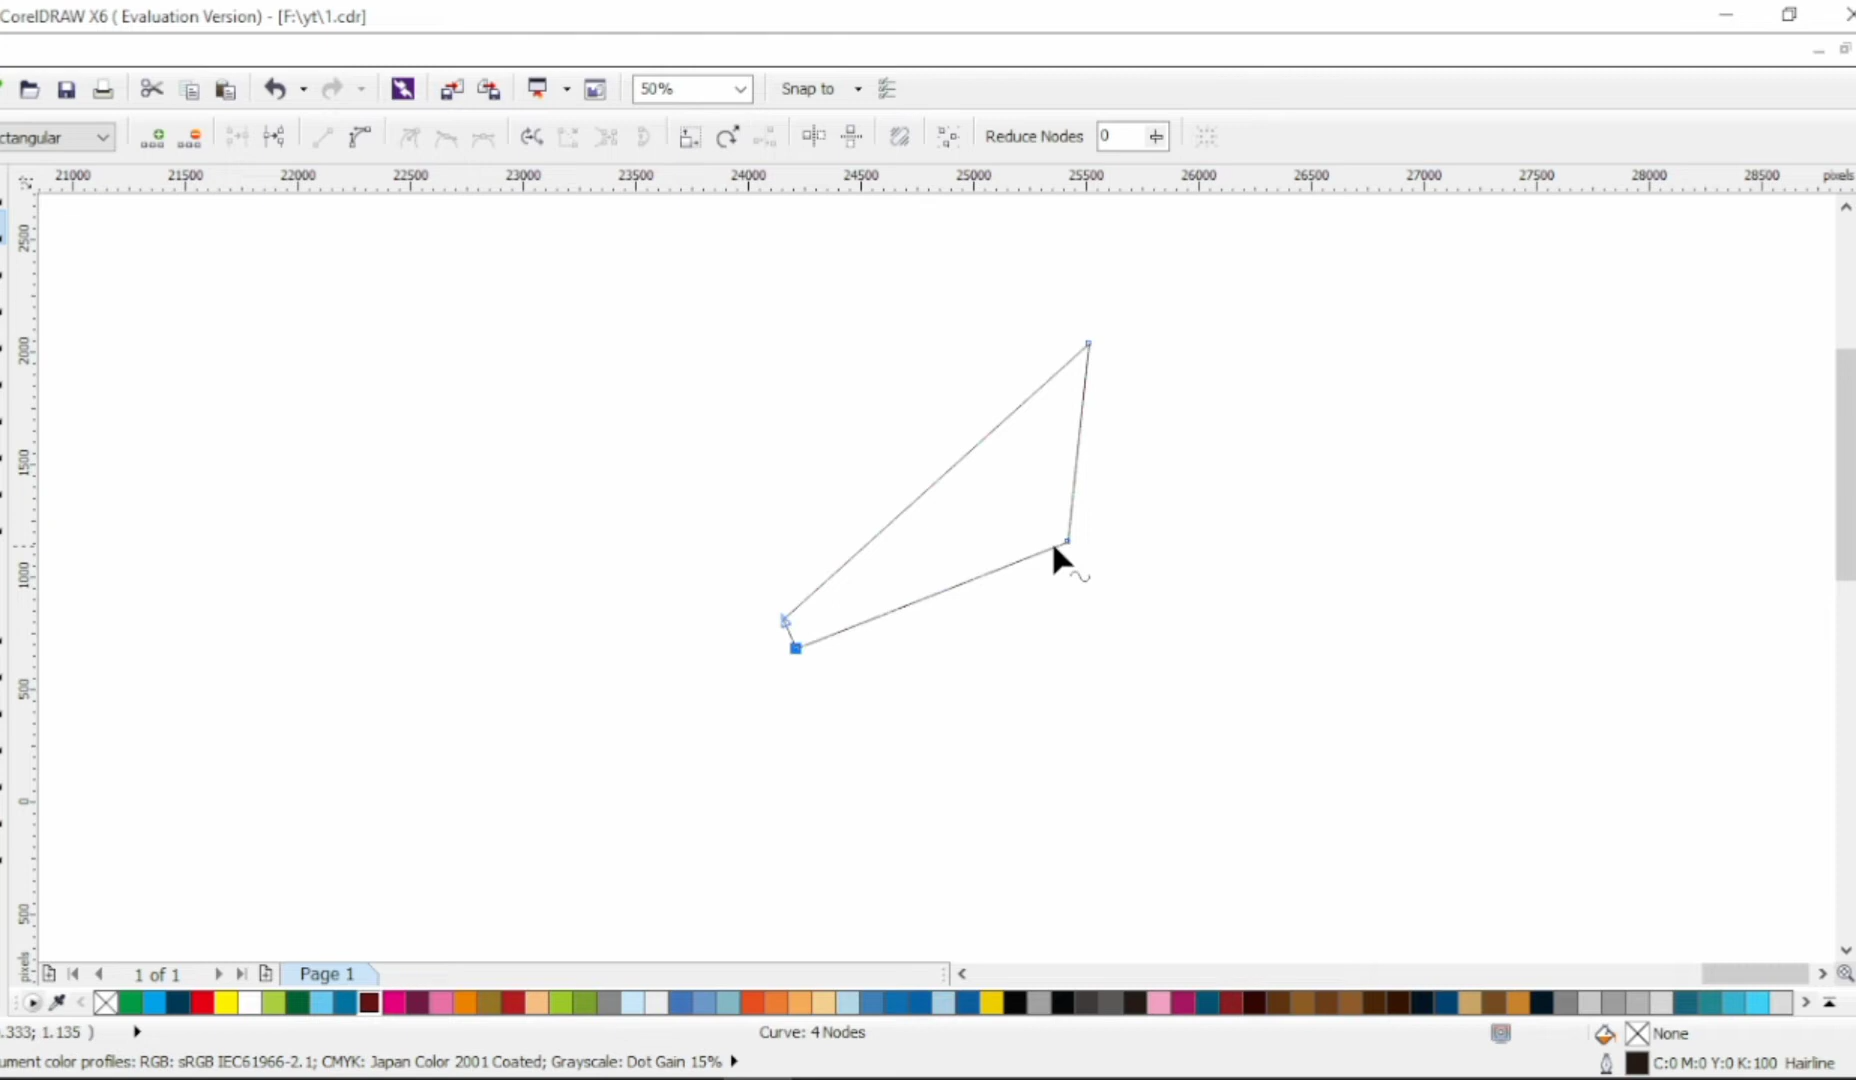 CorelDRAW X6 ( Evaluation Version) - [F:\yt\1.cdr]
50%
Snap to
ctangular
Reduce Nodes 0
21000 21500 22000 22500 23000 23500 24000 24500 25000 25500 26000 26500 27000 27500 28000 28500 pixels
2500
2000
1500
1000
500
0
500
pixels
1 of 1
Page 1
.333; 1.135 )
Curve: 4 Nodes
None
ument color profiles: RGB: sRGB IEC61966-2.1; CMYK: Japan Color 2001 Coated; Grayscale: Dot Gain 15%
C:0 M:0 Y:0 K:100 Hairline